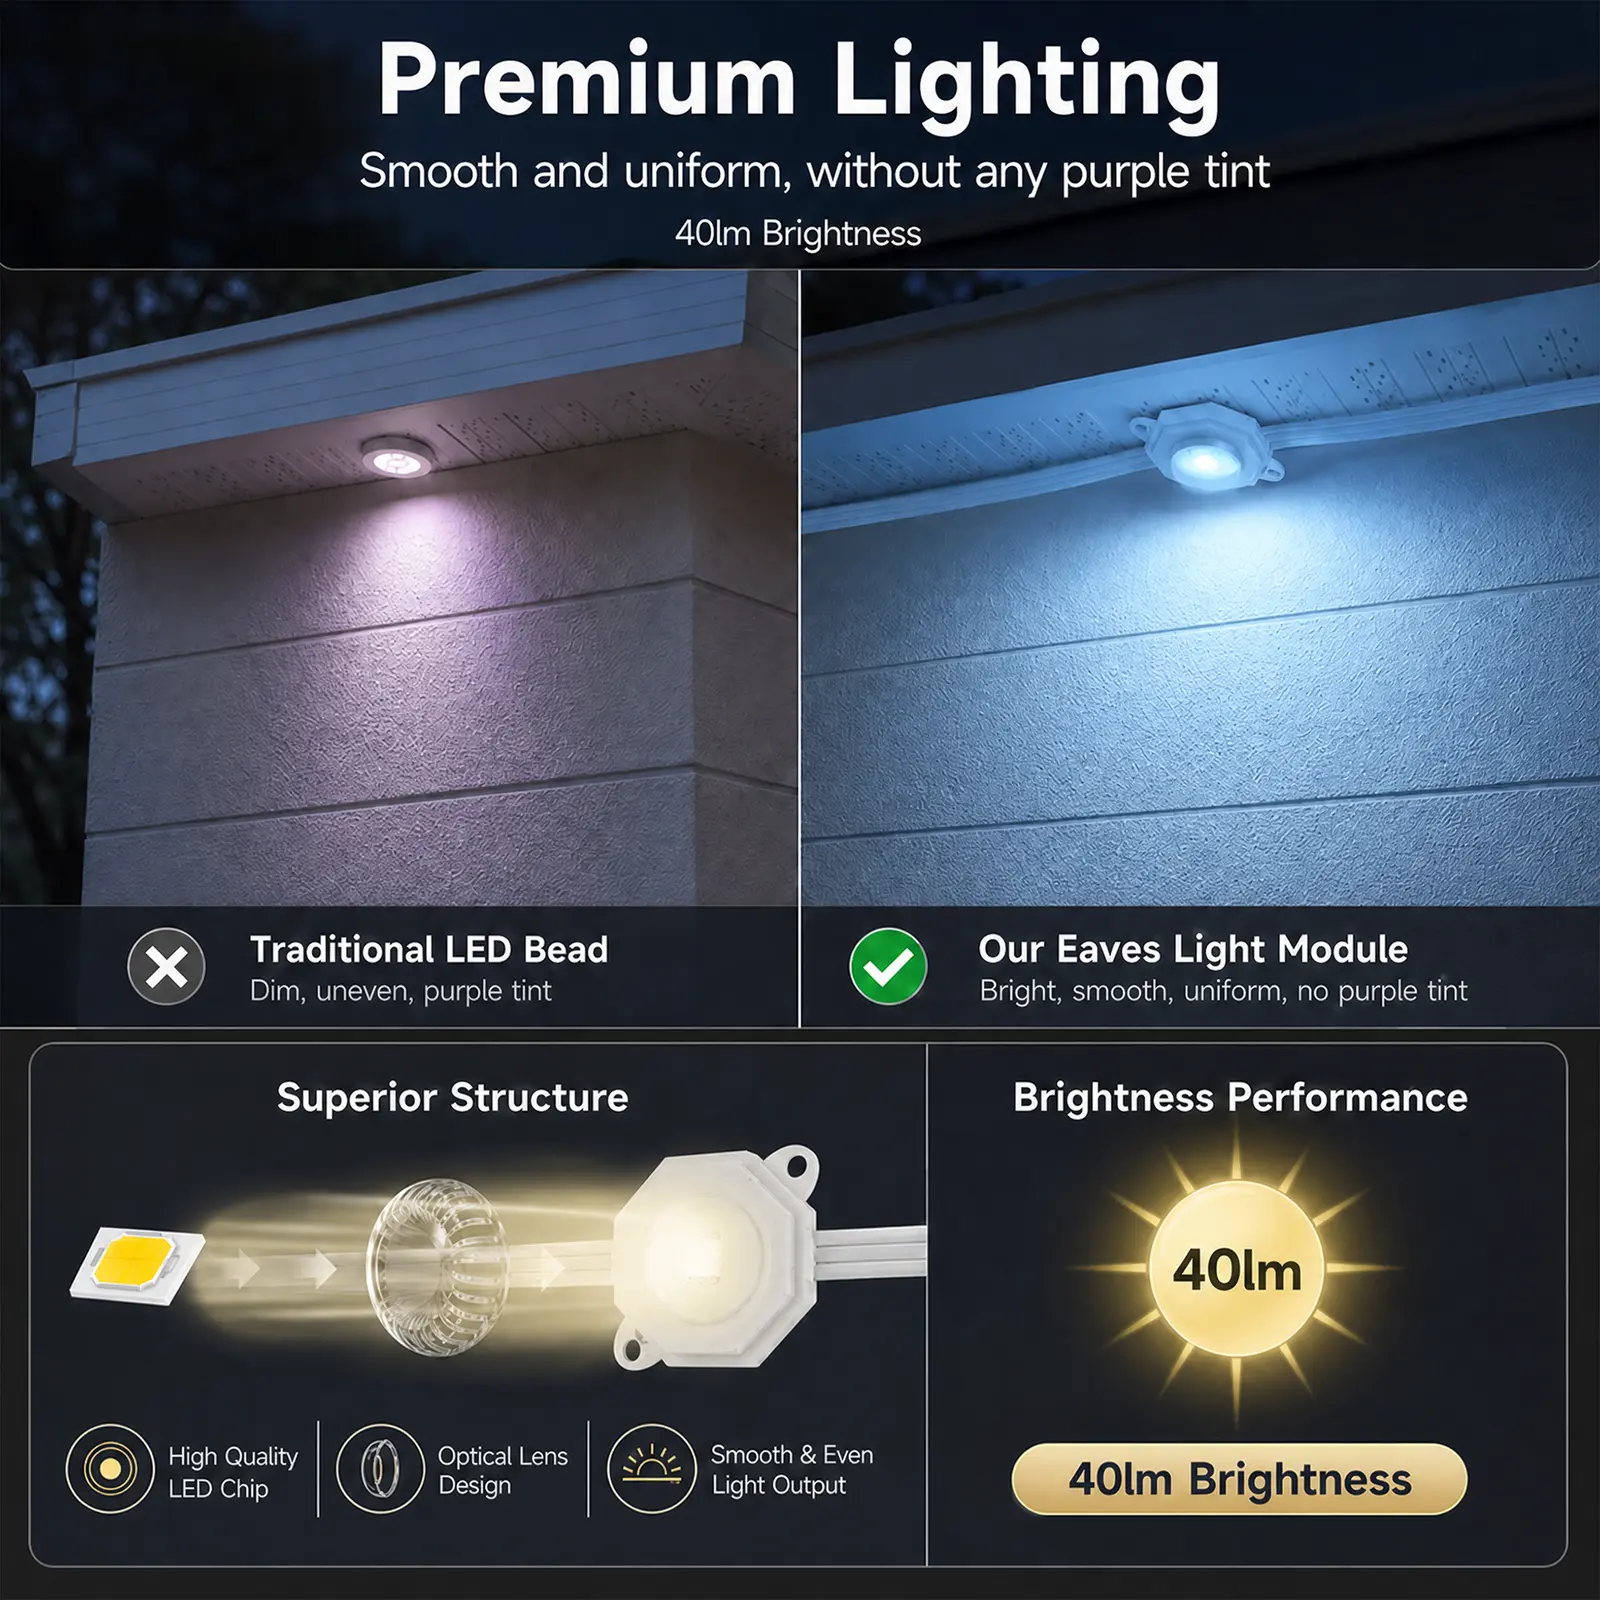 Premium Lighting
Smooth and uniform, without any purple tint
40lm Brightness
Traditional LED Bead
Dim, uneven, purple tint
Our Eaves Light Module
Bright, smooth, uniform, no purple tint
Superior Structure
High Quality
LED Chip
Optical Lens
Design
Smooth & Even
Light Output
Brightness Performance
40lm
40lm Brightness